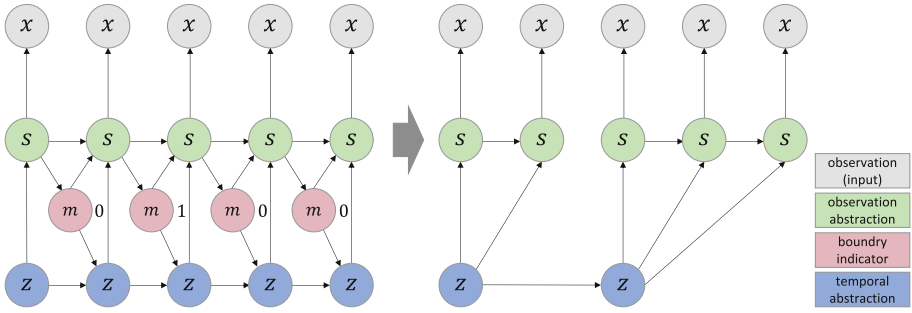 x x x x x x x x x x
s s s s s s s s s s
m 0 m 1 m 0 m 0
z z z z z z z
observation
(input)
observation
abstraction
boundry
indicator
temporal
abstraction